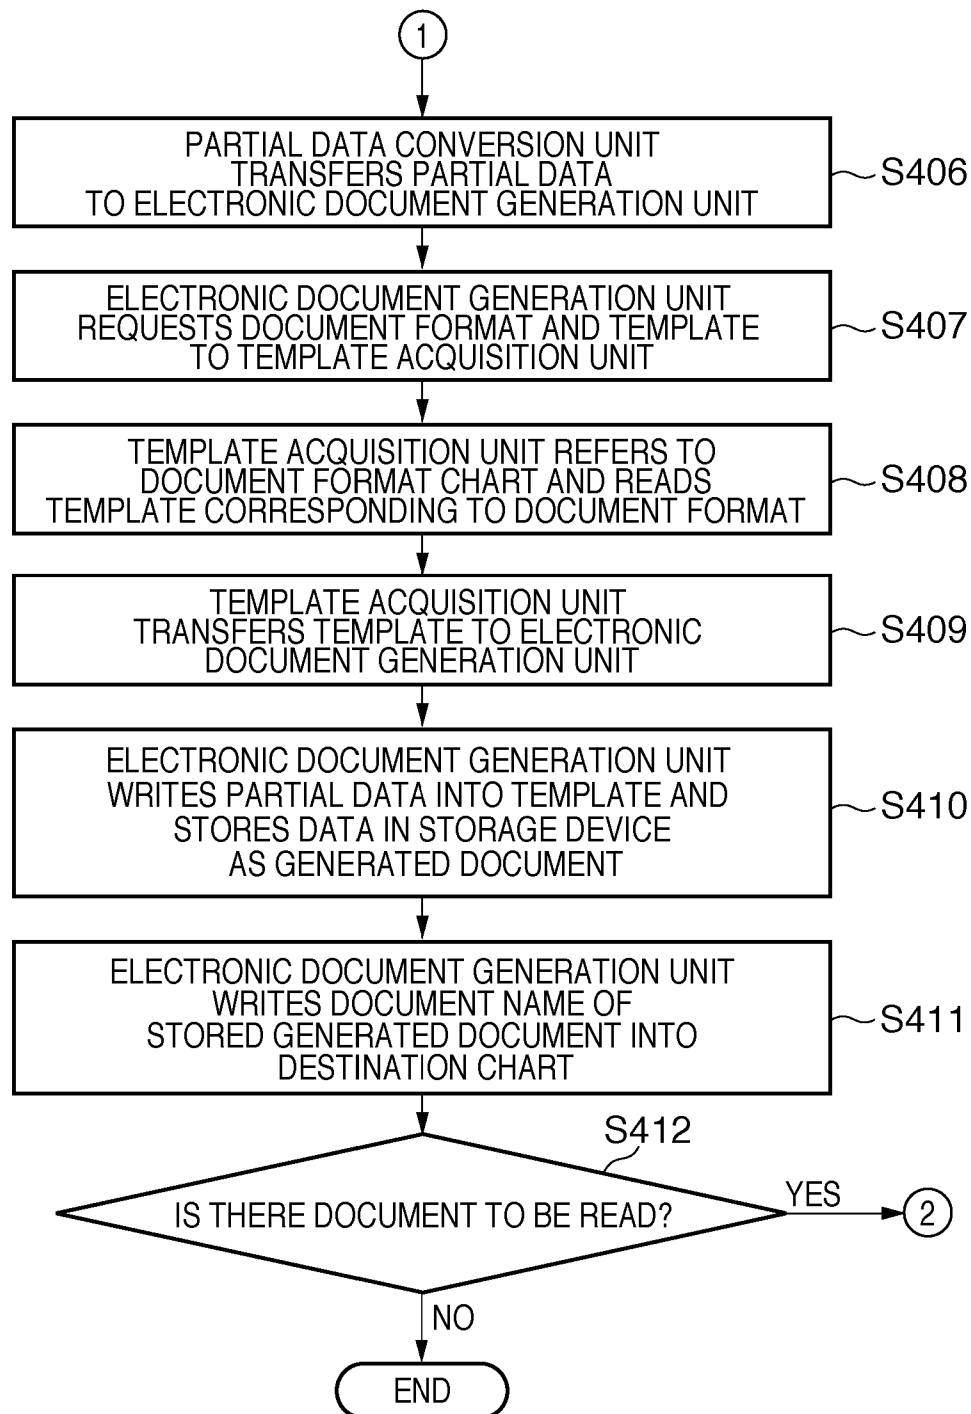 1
PARTIAL DATA CONVERSION UNIT
TRANSFERS PARTIAL DATA
TO ELECTRONIC DOCUMENT GENERATION UNIT
S406
ELECTRONIC DOCUMENT GENERATION UNIT
REQUESTS DOCUMENT FORMAT AND TEMPLATE
TO TEMPLATE ACQUISITION UNIT
S407
TEMPLATE ACQUISITION UNIT REFERS TO
DOCUMENT FORMAT CHART AND READS
TEMPLATE CORRESPONDING TO DOCUMENT FORMAT
S408
TEMPLATE ACQUISITION UNIT
TRANSFERS TEMPLATE TO ELECTRONIC
DOCUMENT GENERATION UNIT
S409
ELECTRONIC DOCUMENT GENERATION UNIT
WRITES PARTIAL DATA INTO TEMPLATE AND
STORES DATA IN STORAGE DEVICE
AS GENERATED DOCUMENT
S410
ELECTRONIC DOCUMENT GENERATION UNIT
WRITES DOCUMENT NAME OF
STORED GENERATED DOCUMENT INTO
DESTINATION CHART
S411
S412
IS THERE DOCUMENT TO BE READ?
YES
2
NO
END